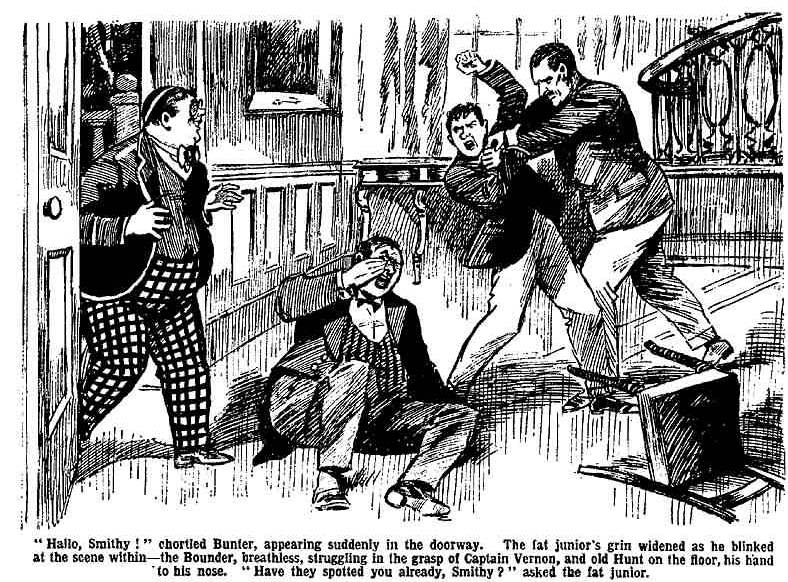 " Hallo, Smithy ! " chortled Bunter, appearing suddenly in the doorway. The fat junior's grin widened as he blinked
at the scene within—the Bounder, breathless, struggling in the grasp of Captain Vernon, and old Hunt on the floor, his hand
to his nose. " Have they spotted you already, Smithy ? " asked the fat junior.